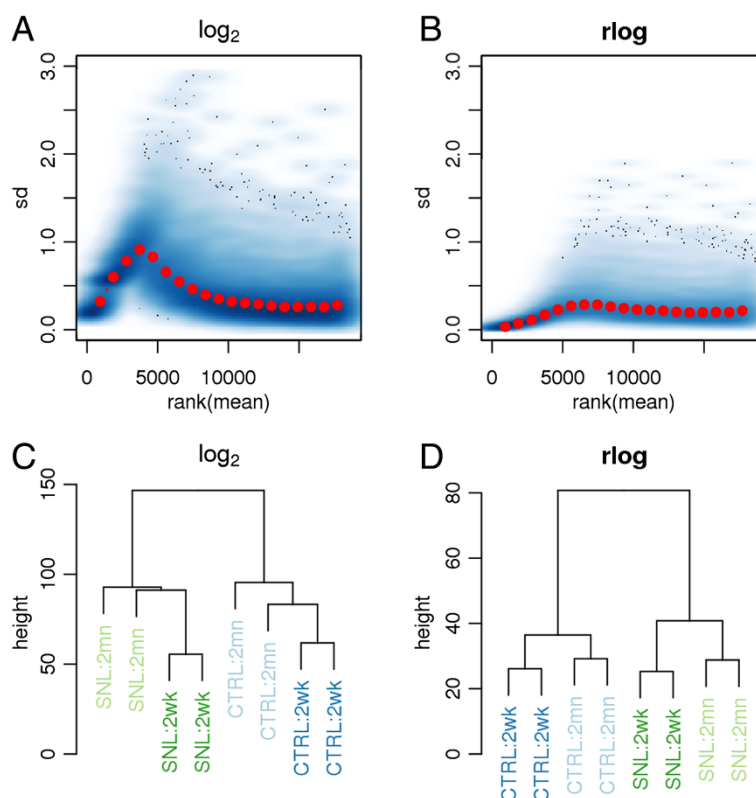 A
log2
B
rlog
sd
3.0
2.0
1.0
0.0
0
5000
10000
rank(mean)
sd
3.0
2.0
1.0
0.0
0
5000
10000
rank(mean)
C
log2
D
rlog
height
150
100
50
0
SNL:2mn
SNL:2mn
SNL:2wk
SNL:2wk
CTRL:2mn
CTRL:2mn
CTRL:2wk
CTRL:2wk
height
80
60
40
20
0
CTRL:2wk
CTRL:2wk
CTRL:2mn
CTRL:2mn
SNL:2wk
SNL:2wk
SNL:2mn
SNL:2mn